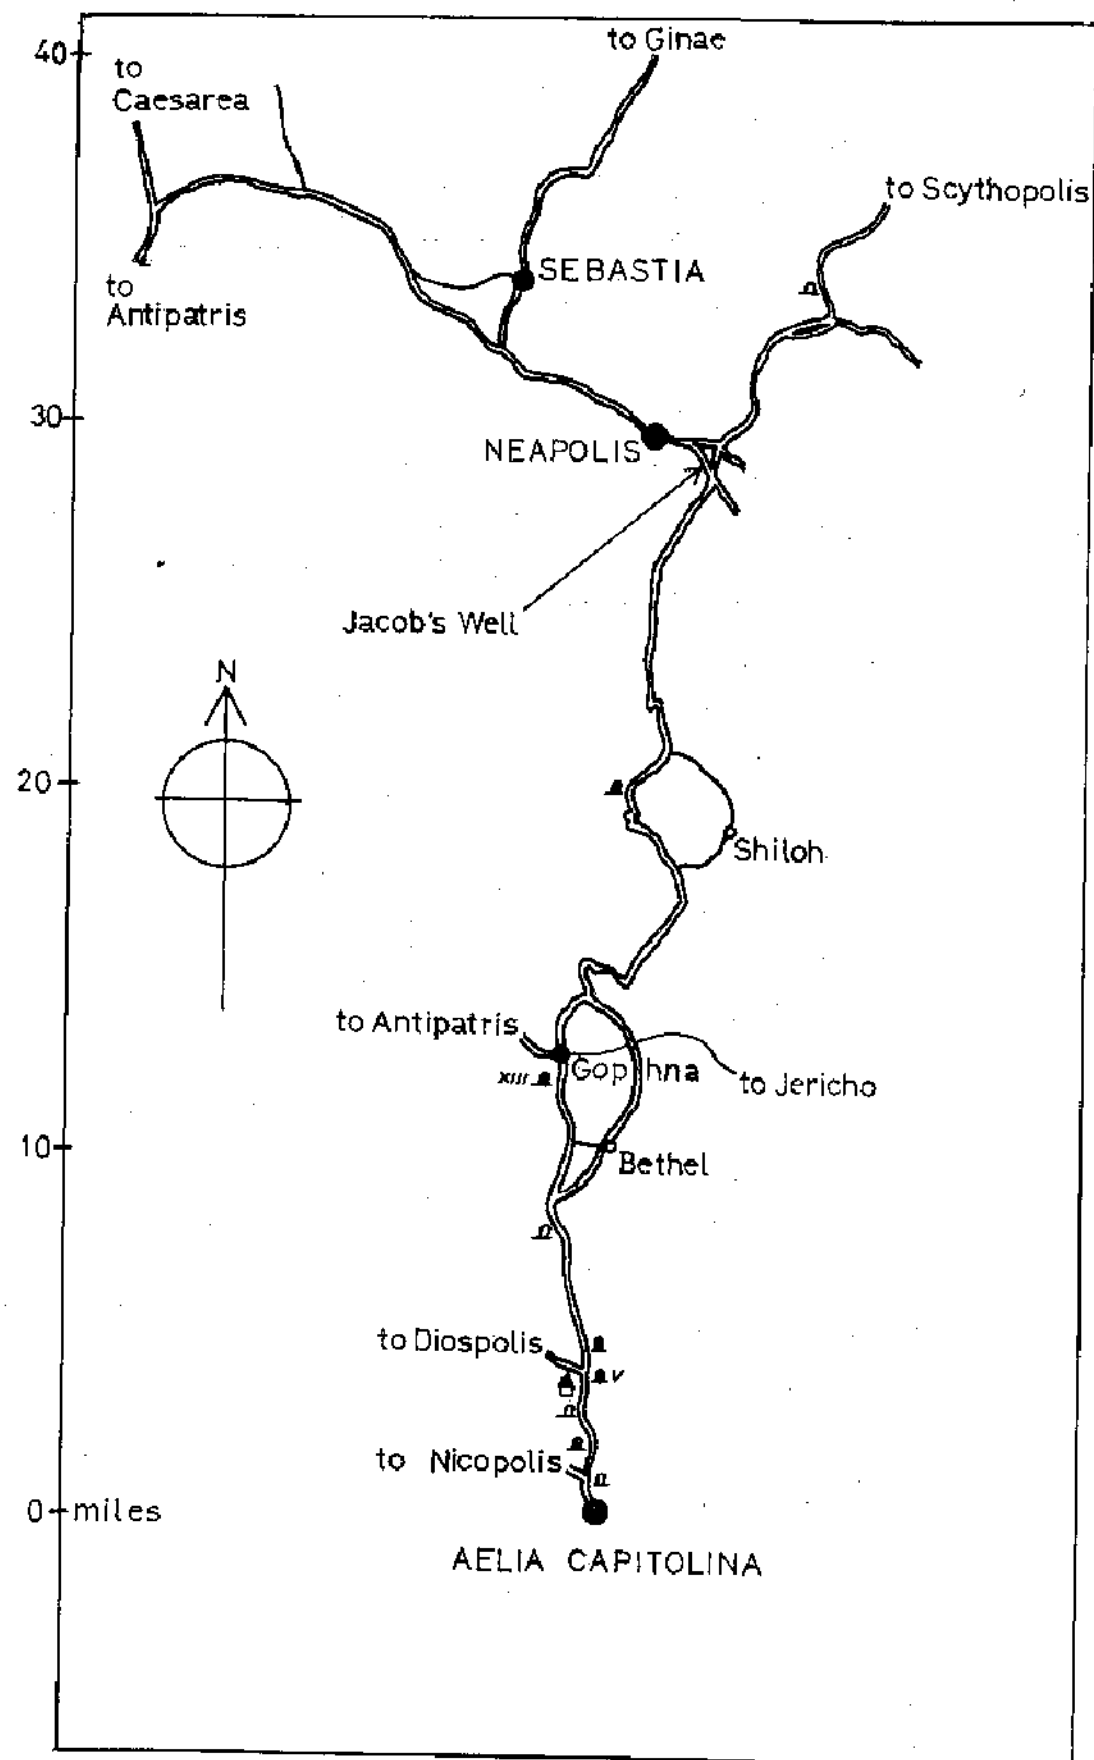 40
to Ginae
to
Caesarea
to Scythopolis
SEBASTIA
to
Antipatris
30
NEAPOLIS
Jacob's Well
N
20
Shiloh
to Antipatris
Gophna
XIII
to Jericho
10
Bethel
to Diospolis
V
to Nicopolis
0 miles
AELIA CAPITOLINA